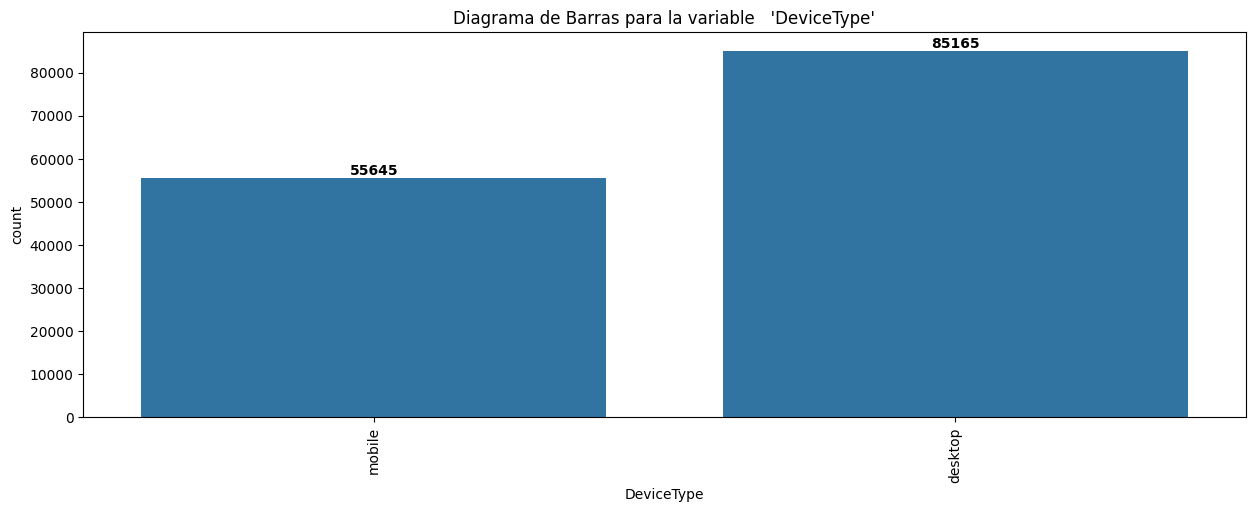 Diagrama de Barras para la variable   'DeviceType'
85165
55645
count
80000
70000
60000
50000
40000
30000
20000
10000
0
mobile
desktop
DeviceType